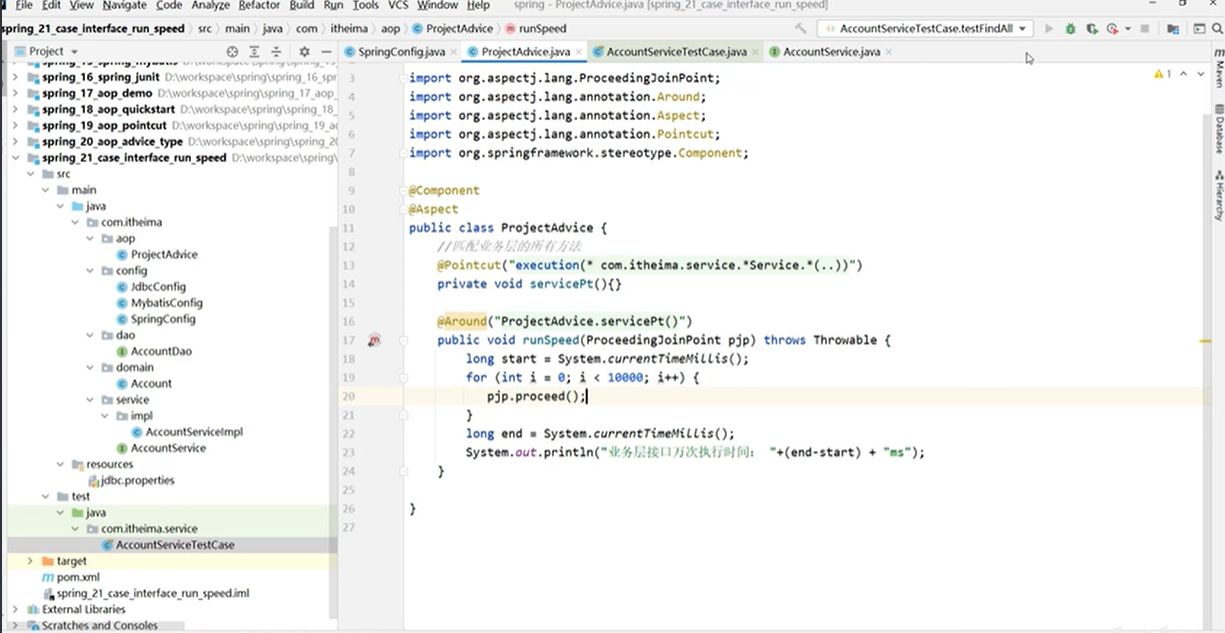 File Edit View Navigate Code Analyze Refactor Build Run Tools VCS Window Help spring - ProjectAdvice.java [spring_21_case_interface_run_speed]
spring_21_case_interface_run_speed src main java com itheima aop ProjectAdvice runSpeed AccountServiceTestCase.testFindAll
Project
SpringConfig.java ProjectAdvice.java AccountServiceTestCase.java AccountService.java
spring_16_spring_junit D:\workspace\spring\spring_16_spr
spring_17_aop_demo D:\workspace\spring\spring_17_aop_
spring_18_aop_quickstart D:\workspace\spring\spring_18_
spring_19_aop_pointcut D:\workspace\spring\spring_19_a
spring_20_aop_advice_type D:\workspace\spring\spring_20
spring_21_case_interface_run_speed D:\workspace\spring\
src
main
java
com.itheima
aop
ProjectAdvice
config
JdbcConfig
MybatisConfig
SpringConfig
dao
AccountDao
domain
Account
service
impl
AccountServiceImpl
AccountService
resources
jdbc.properties
test
java
com.itheima.service
AccountServiceTestCase
target
pom.xml
spring_21_case_interface_run_speed.iml
External Libraries
Scratches and Consoles
3 import org.aspectj.lang.ProceedingJoinPoint;
4 import org.aspectj.lang.annotation.Around;
5 import org.aspectj.lang.annotation.Aspect;
6 import org.aspectj.lang.annotation.Pointcut;
7 import org.springframework.stereotype.Component;
8
9 @Component
10 @Aspect
11 public class ProjectAdvice {
12 //匹配业务层的所有方法
13 @Pointcut("execution(* com.itheima.service.*Service.*(..))")
14 private void servicePt(){}
15
16 @Around("ProjectAdvice.servicePt()")
17 public void runSpeed(ProceedingJoinPoint pjp) throws Throwable {
18 long start = System.currentTimeMillis();
19 for (int i = 0; i < 10000; i++) {
20 pjp.proceed();
21 }
22 long end = System.currentTimeMillis();
23 System.out.println("业务层接口万次执行时间： "+(end-start) + "ms");
24 }
25
26 }
27
1
Maven
Database
Hierarchy